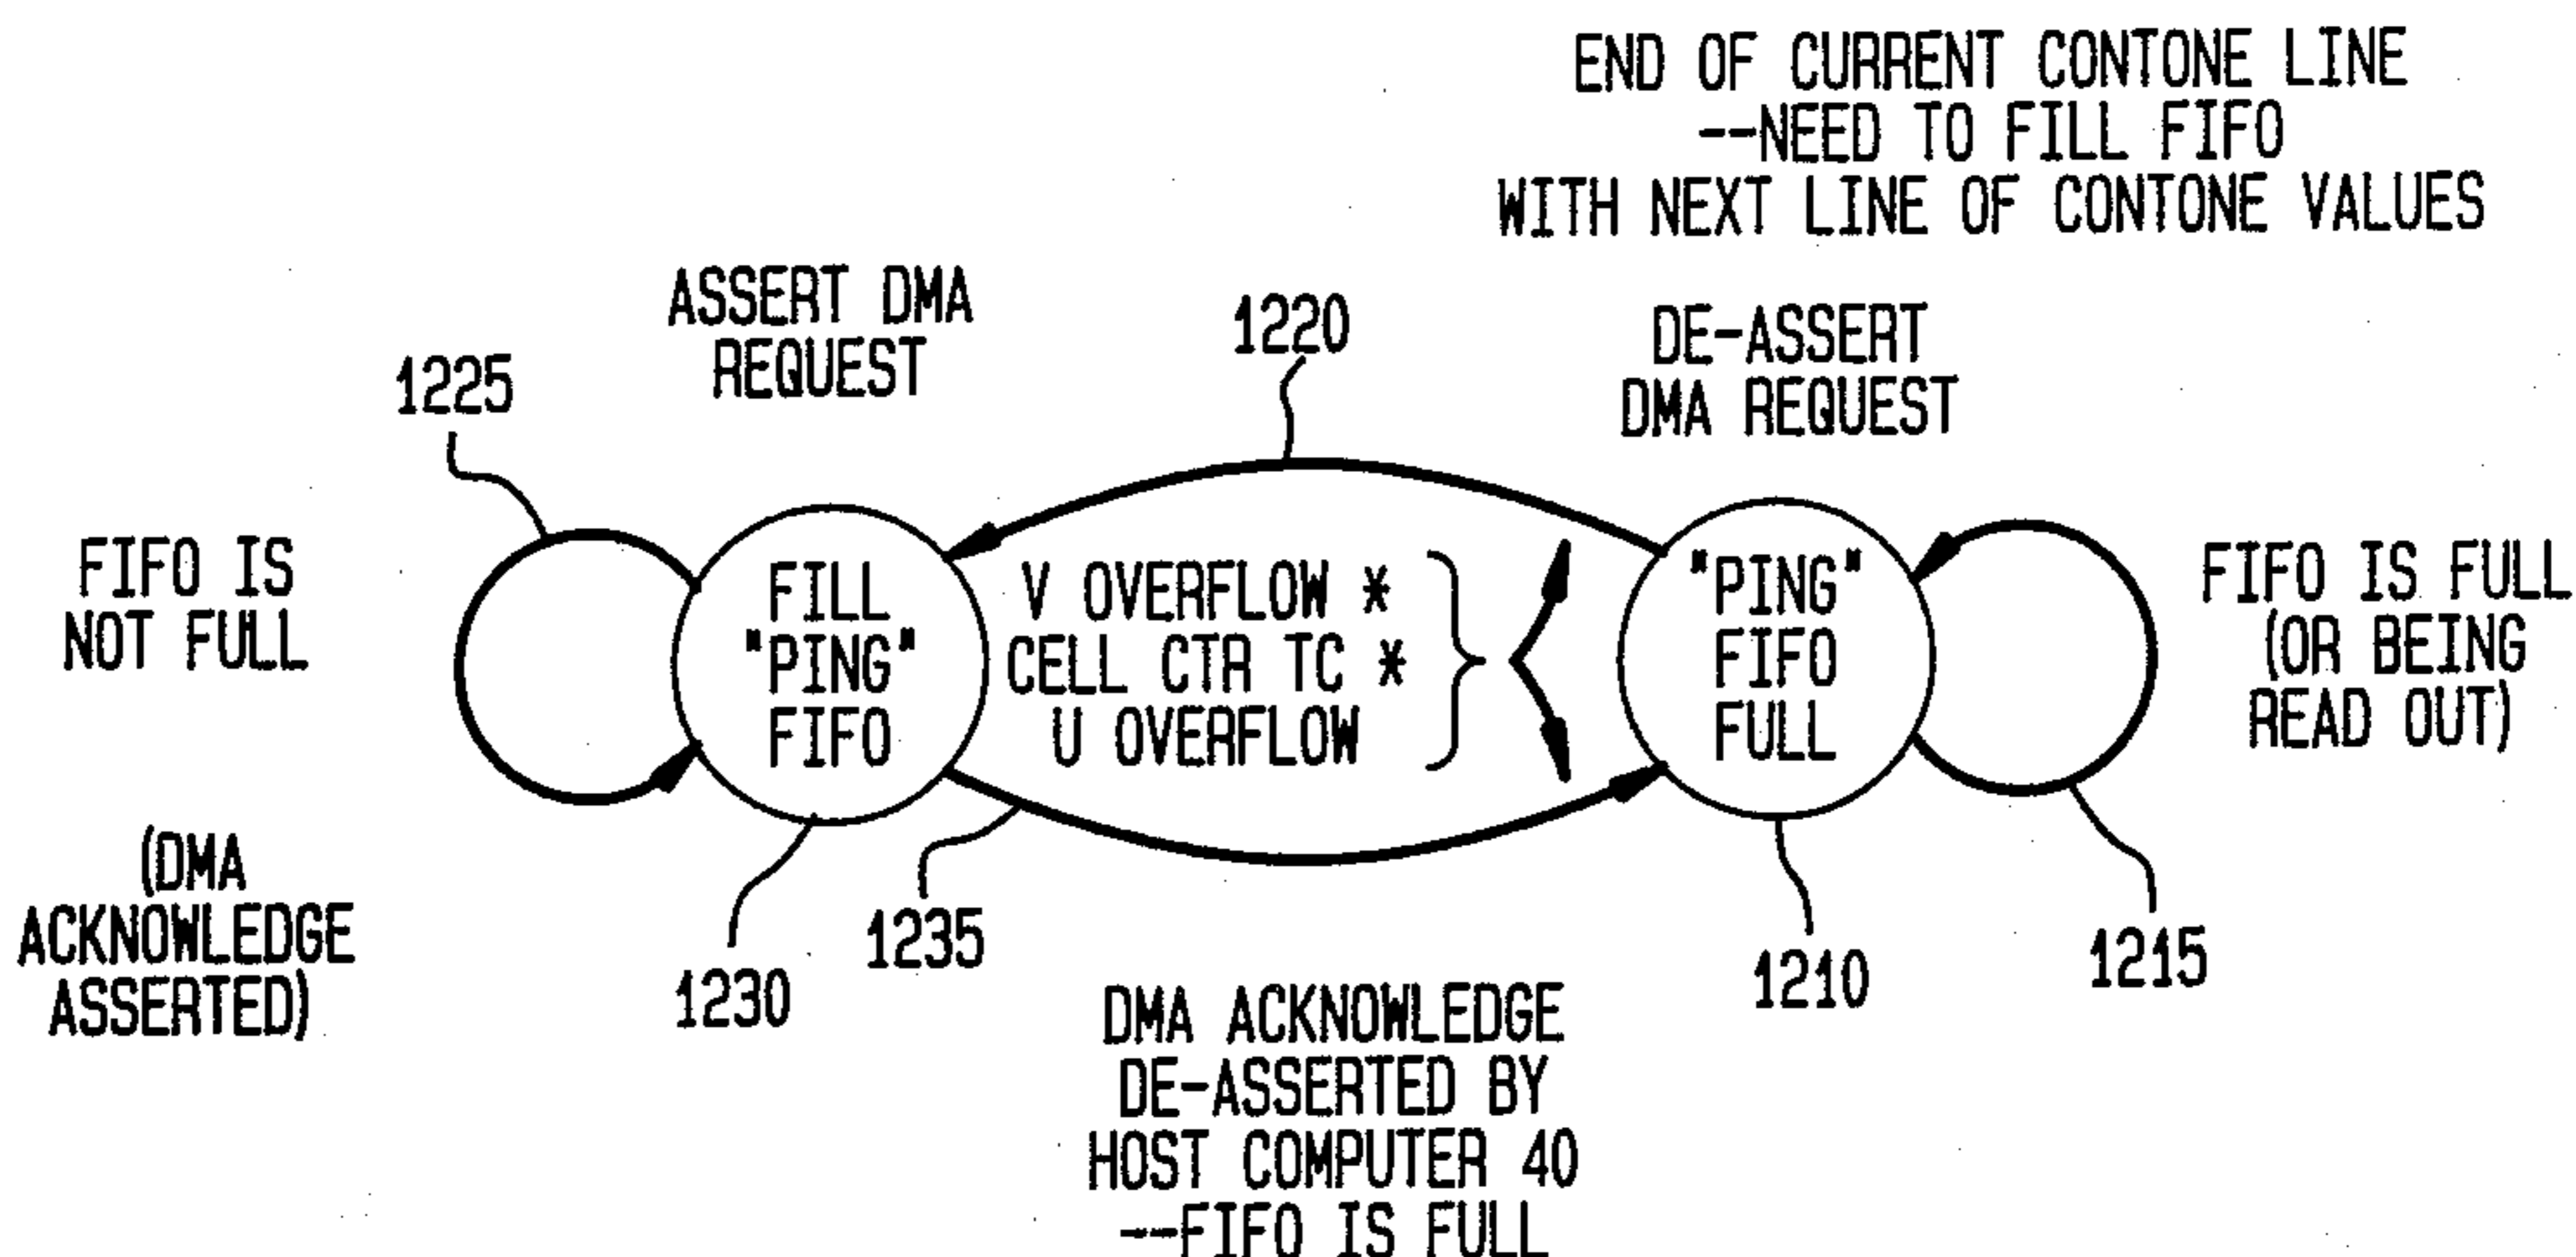 END OF CURRENT CONTONE LINE
--NEED TO FILL FIFO
WITH NEXT LINE OF CONTONE VALUES
ASSERT DMA
REQUEST
1220
DE-ASSERT
DMA REQUEST
1225
FIFO IS
NOT FULL
FILL
"PING"
FIFO
V OVERFLOW *
CELL CTR TC *
U OVERFLOW
"PING"
FIFO
FULL
FIFO IS FULL
(OR BEING
READ OUT)
(DMA
ACKNOWLEDGE
ASSERTED)
1230
1235
1210
1215
DMA ACKNOWLEDGE
DE-ASSERTED BY
HOST COMPUTER 40
--FIFO IS FULL